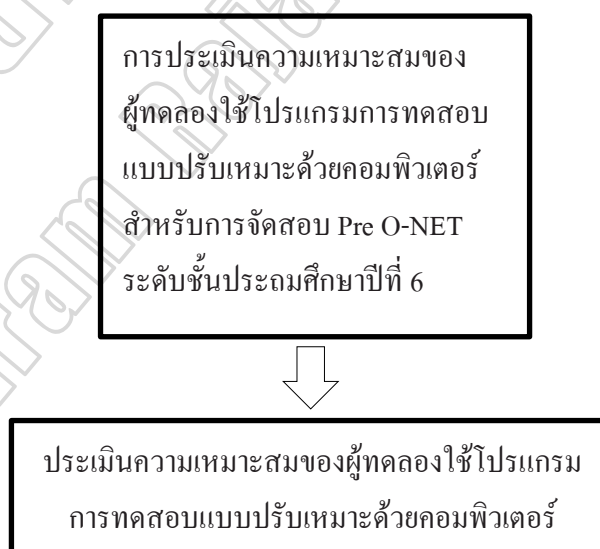 การประเมินความเหมาะสมของ
ผู้ทดลองใช้โปรแกรมการทดสอบ
แบบปรับเหมาะด้วยคอมพิวเตอร์
สำหรับการจัดสอบ Pre O-NET
ระดับชั้นประถมศึกษาปีที่ 6
ประเมินความเหมาะสมของผู้ทดลองใช้โปรแกรม
การทดสอบแบบปรับเหมาะด้วยคอมพิวเตอร์